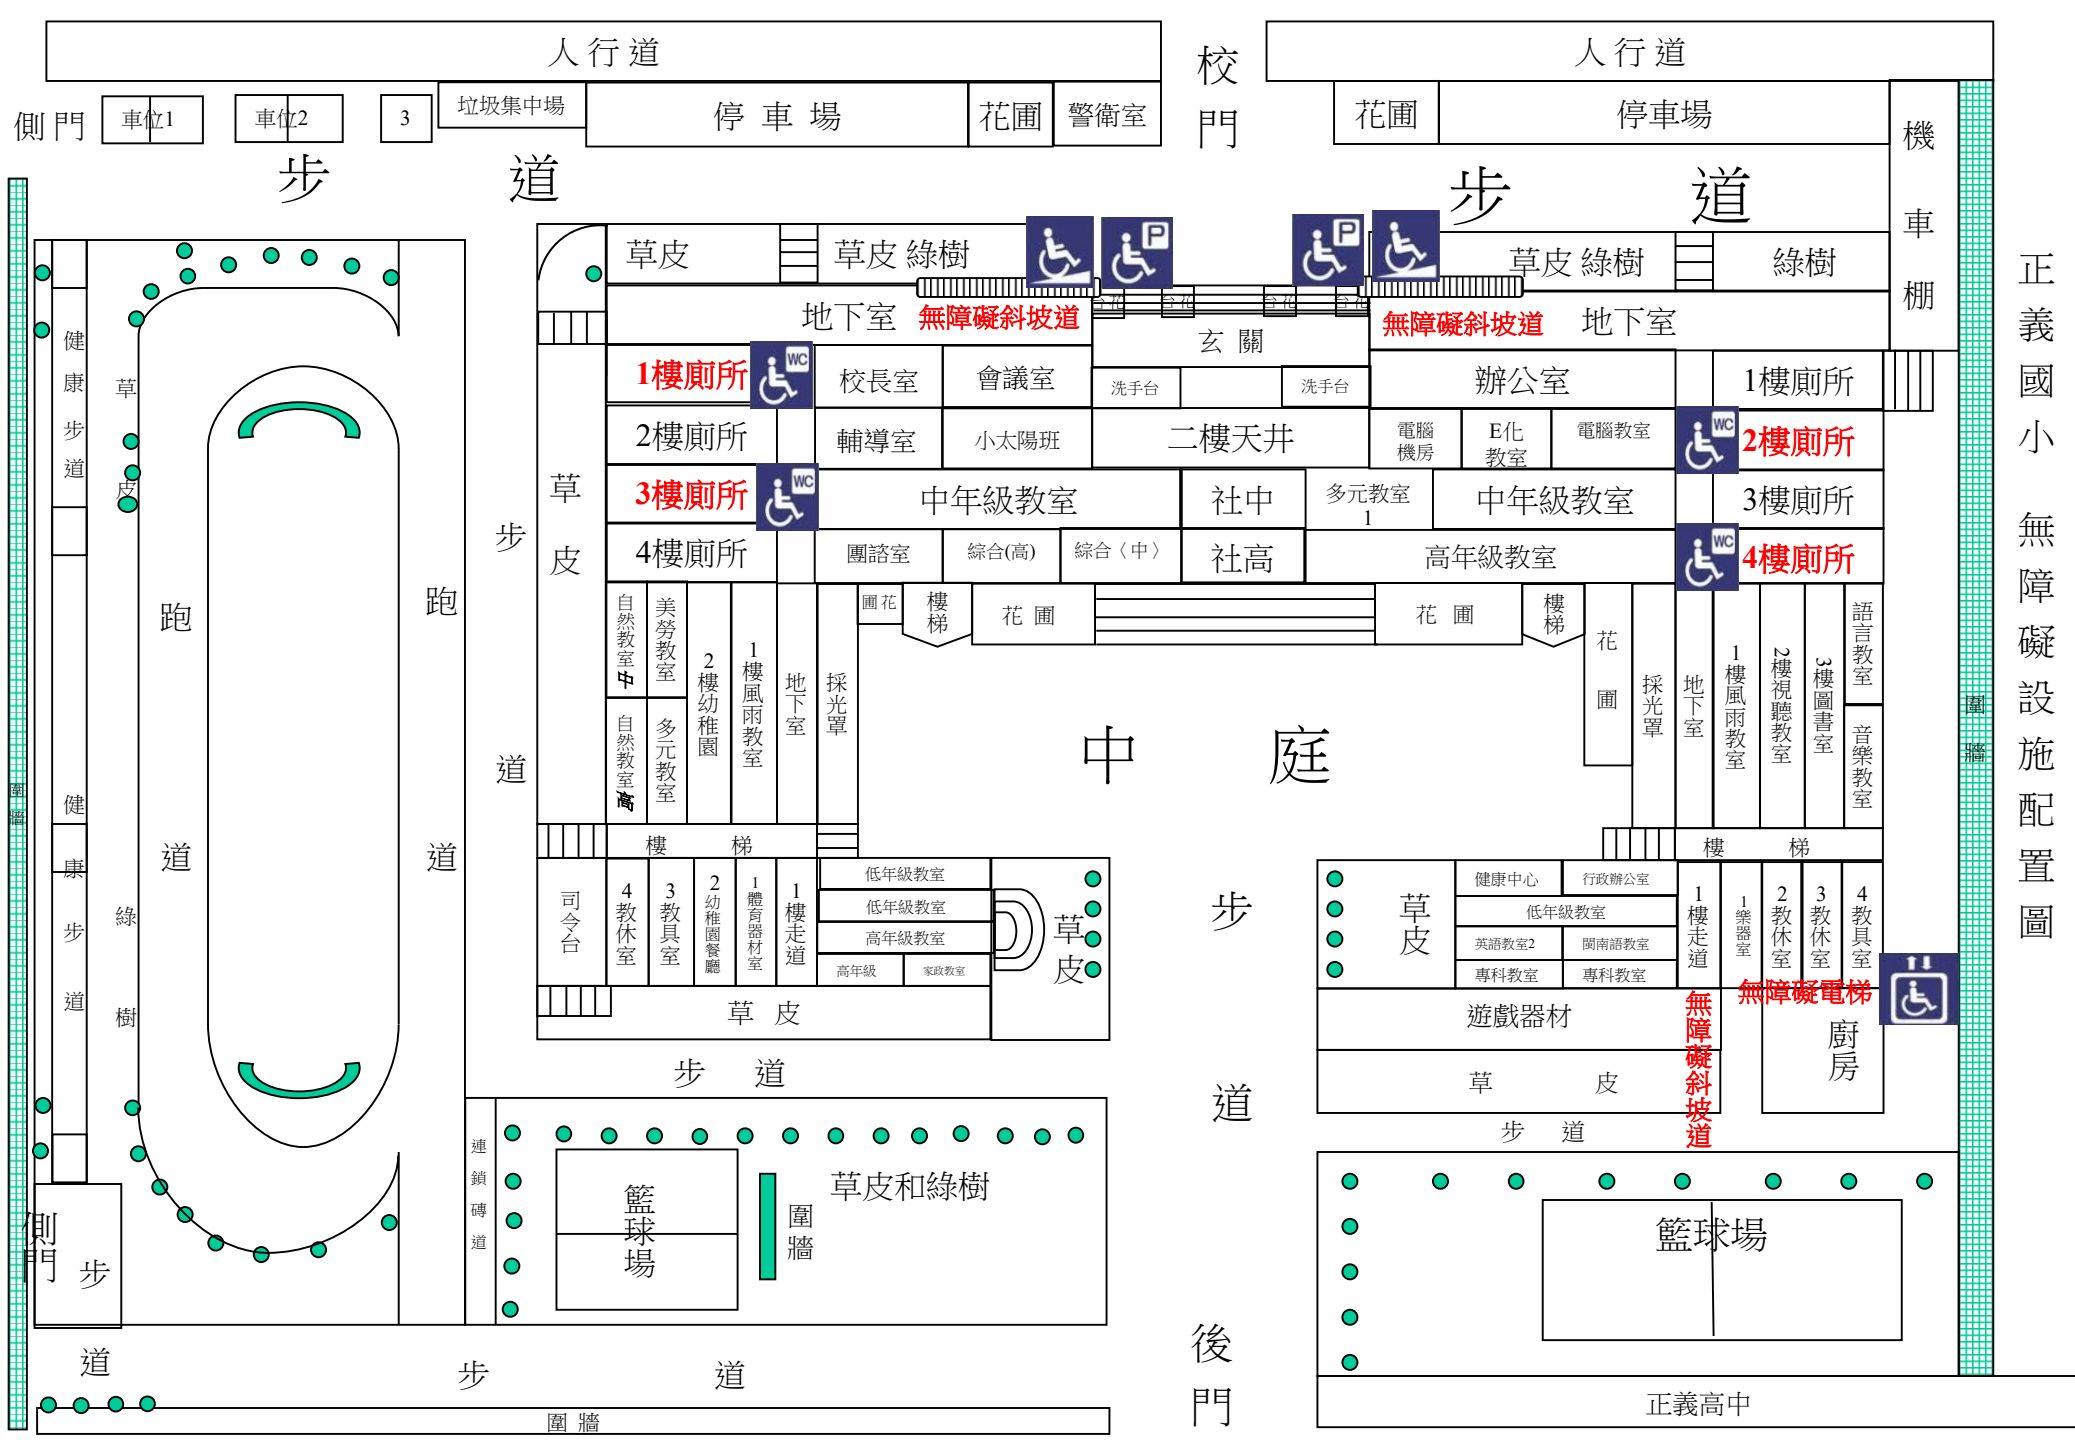 人行道
校門
人行道
側門
車位1
車位2
3
垃圾集中場
停車場
花圃
警衛室
花圃
停車場
機車棚
步道
步道
草皮
草皮 綠樹
P
P
草皮 綠樹
綠樹
地下室
無障礙斜坡道
台花
台花
台花
台花
無障礙斜坡道
地下室
玄關
1樓廁所
WC
校長室
會議室
洗手台
洗手台
辦公室
1樓廁所
2樓廁所
輔導室
小太陽班
二樓天井
電腦機房
E化教室
電腦教室
WC
2樓廁所
3樓廁所
WC
中年級教室
社中
多元教室1
中年級教室
3樓廁所
4樓廁所
團諮室
綜合(高)
綜合〈中〉
社高
高年級教室
WC
4樓廁所
自然教室中
美勞教室
2樓幼稚園
1樓風雨教室
地下室
採光罩
圃花
樓梯
花圃
花圃
樓梯
花圃
採光罩
地下室
1樓風雨教室
2樓視聽教室
3樓圖書室
語言教室
自然教室高
多元教室
音樂教室
中庭
樓梯
樓梯
司令台
4教休室
3教具室
2幼稚園餐廳
1體育器材室
1樓走道
低年級教室
低年級教室
高年級教室
高年級
家政教室
草皮
草皮
步道
草皮
健康中心
行政辦公室
低年級教室
英語教室2
閩南語教室
專科教室
專科教室
1樓走道
1樂器室
2教休室
3教休室
4教具室
無障礙電梯
遊戲器材
無障礙斜坡道
廚房
草皮
步道
步道
健康步道
草皮
草皮
步道
跑道
跑道
健康步道
綠樹
圍牆
圍牆
側門
步道
連鎖磚道
籃球場
圍牆
草皮和綠樹
籃球場
步道
後門
圍牆
正義高中
正義國小 無障礙設施配置圖